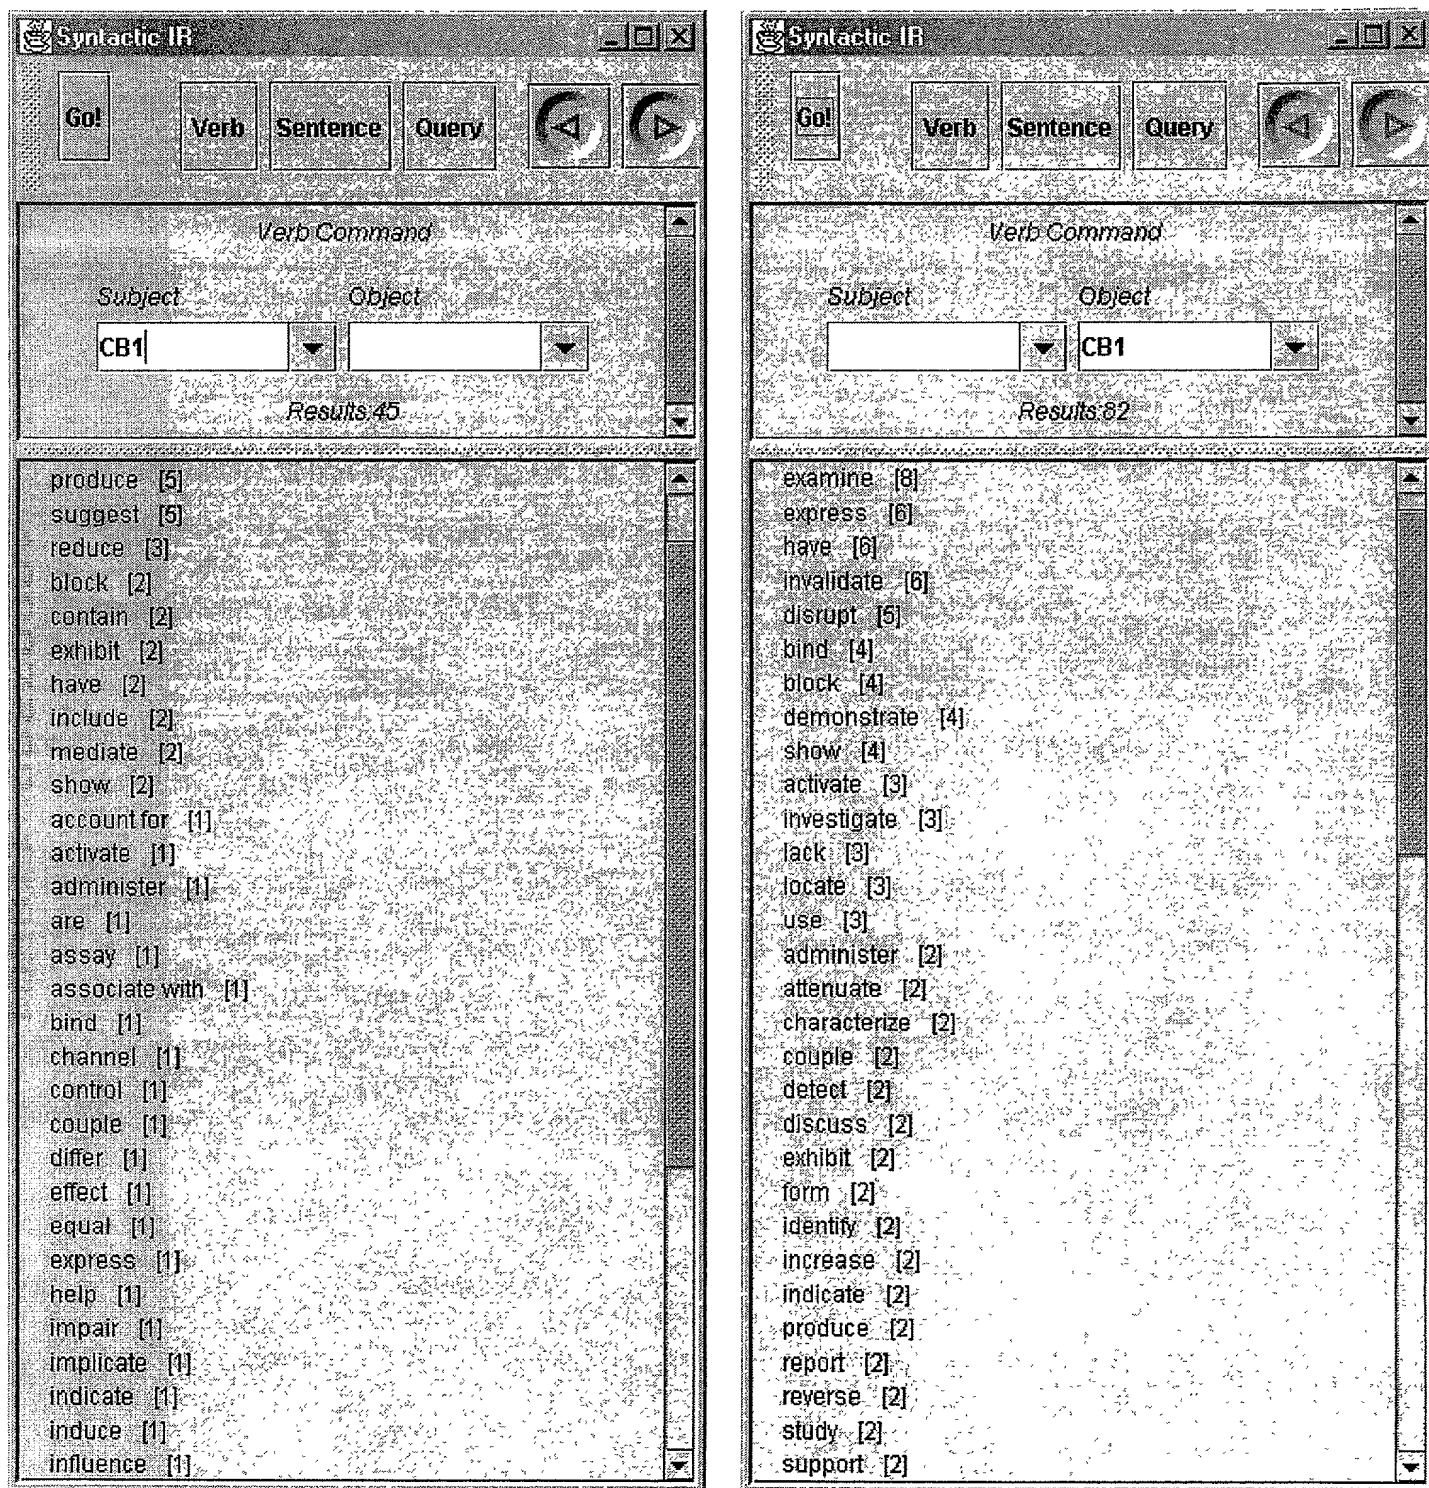 Syntactic IR
Go!
Verb
Sentence
Query
Verb Command
Subject Object
CB1
Results:45
produce [5]
suggest [5]
reduce [3]
block [2]
contain [2]
exhibit [2]
have [2]
include [2]
mediate [2]
show [2]
account for [1]
activate [1]
administer [1]
are [1]
assay [1]
associate with [1]
bind [1]
channel [1]
control [1]
couple [1]
differ [1]
effect [1]
equal [1]
express [1]
help [1]
impair [1]
implicate [1]
indicate [1]
induce [1]
influence [1]
Syntactic IR
Go!
Verb
Sentence
Query
Verb Command
Subject Object
CB1
Results:82
examine [8]
express [6]
have [6]
invalidate [6]
disrupt [5]
bind [4]
block [4]
demonstrate [4]
show [4]
activate [3]
investigate [3]
lack [3]
locate [3]
use [3]
administer [2]
attenuate [2]
characterize [2]
couple [2]
detect [2]
discuss [2]
exhibit [2]
form [2]
identify [2]
increase [2]
indicate [2]
produce [2]
report [2]
reverse [2]
study [2]
support [2]